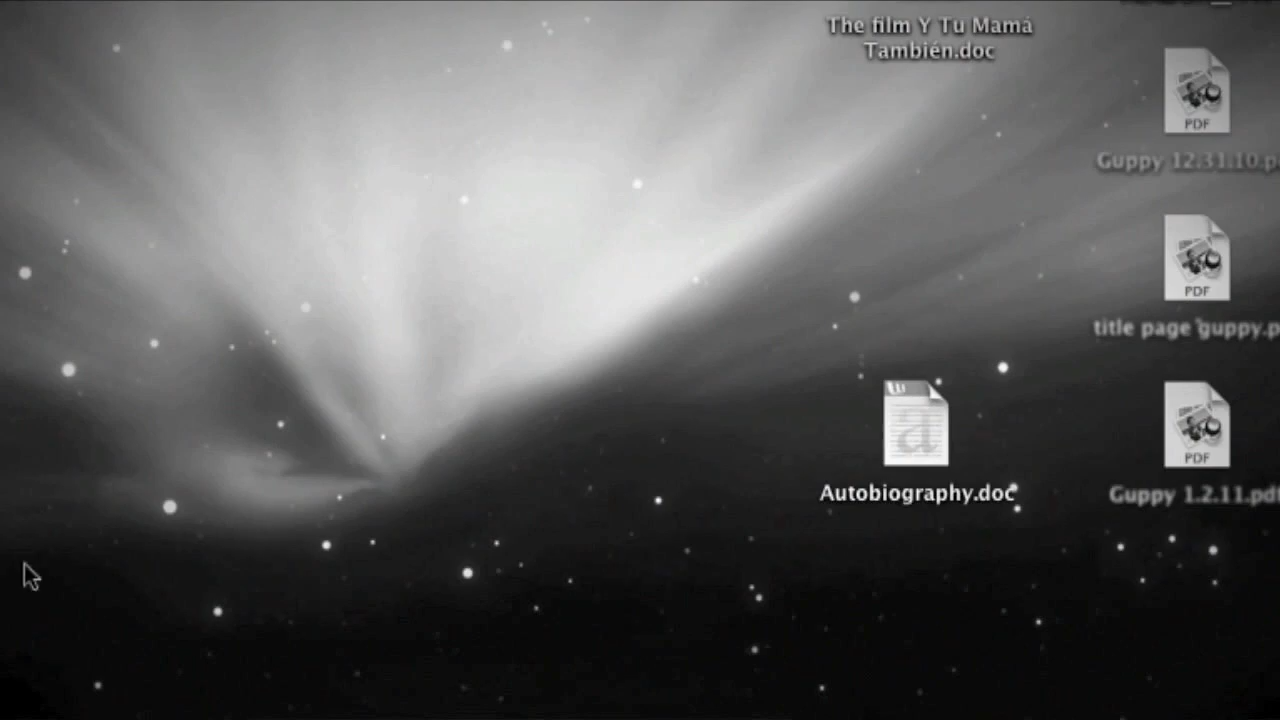 The film Y Tu Mamá
También.doc
PDF
Guppy 12.31.10.p
PDF
title page guppy.p
W
a
Autobiography.doc
PDF
Guppy 1.2.11.pdf